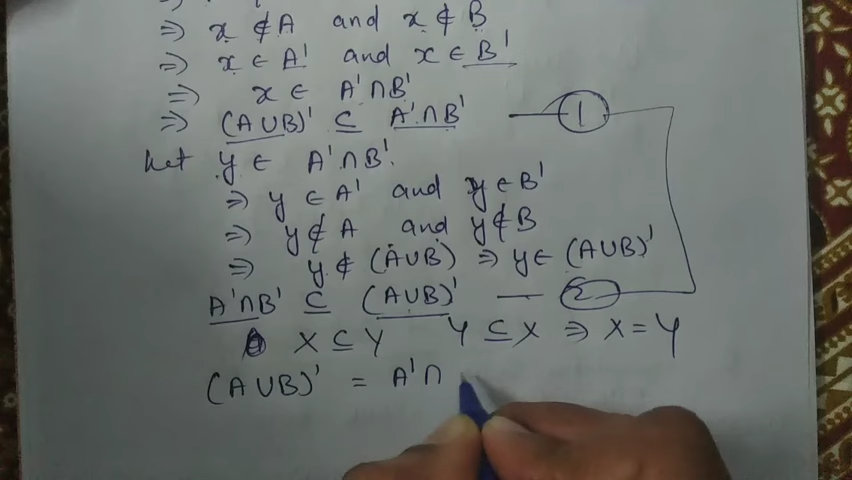 ⇒ x ∉ A and x ∉ B
⇒ x ∈ A' and x ∈ B'
⇒ x ∈ A' ∩ B'
⇒ (A ∪ B)' ⊆ A' ∩ B' — 1
Let y ∈ A' ∩ B'.
⇒ y ∈ A' and y ∈ B'
⇒ y ∉ A and y ∉ B
⇒ y ∉ (A ∪ B) ⇒ y ∈ (A ∪ B)'
A' ∩ B' ⊆ (A ∪ B)' — 2
X ⊆ Y Y ⊆ X ⇒ X = Y
(A ∪ B)' = A' ∩